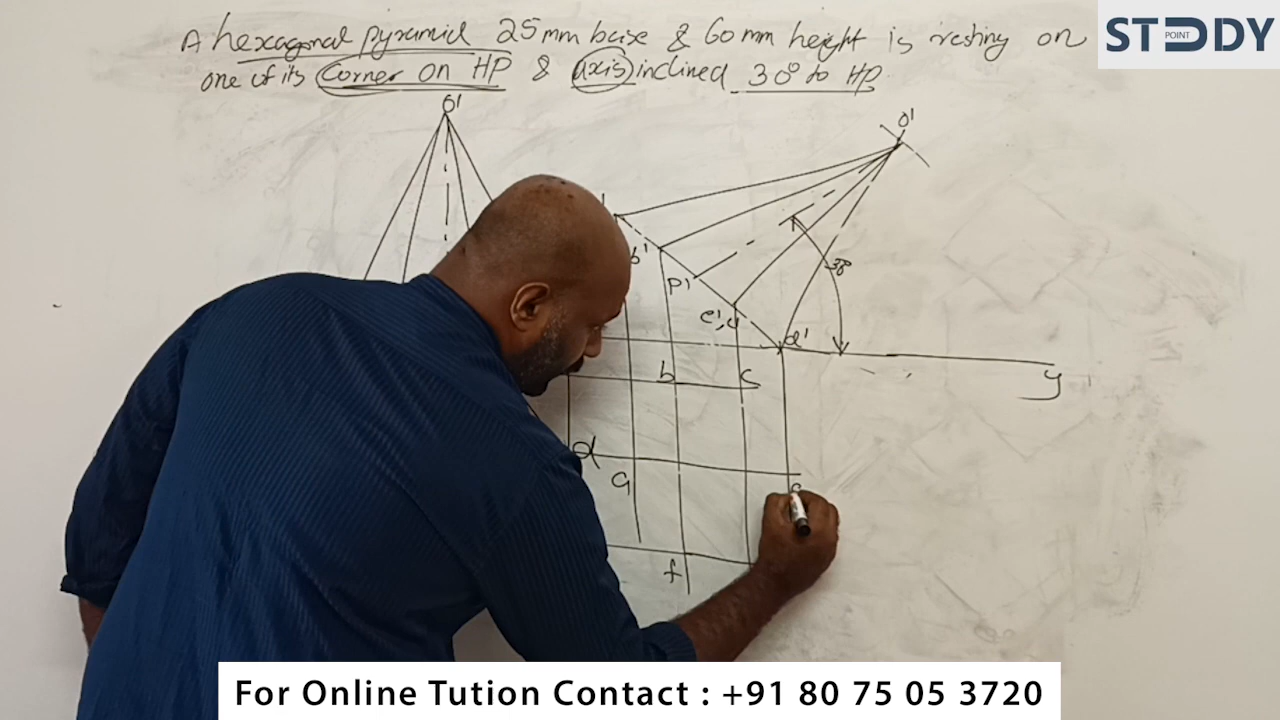 A hexagonal pyramid 25mm base & 60mm height is resting on
one of its corner on HP & axis inclined 30° to HP.
STUDY
POINT
o'
o'
b'
p'
30
e',c'
d'
y
b
c
d
a
f
For Online Tution Contact : +91 80 75 05 3720